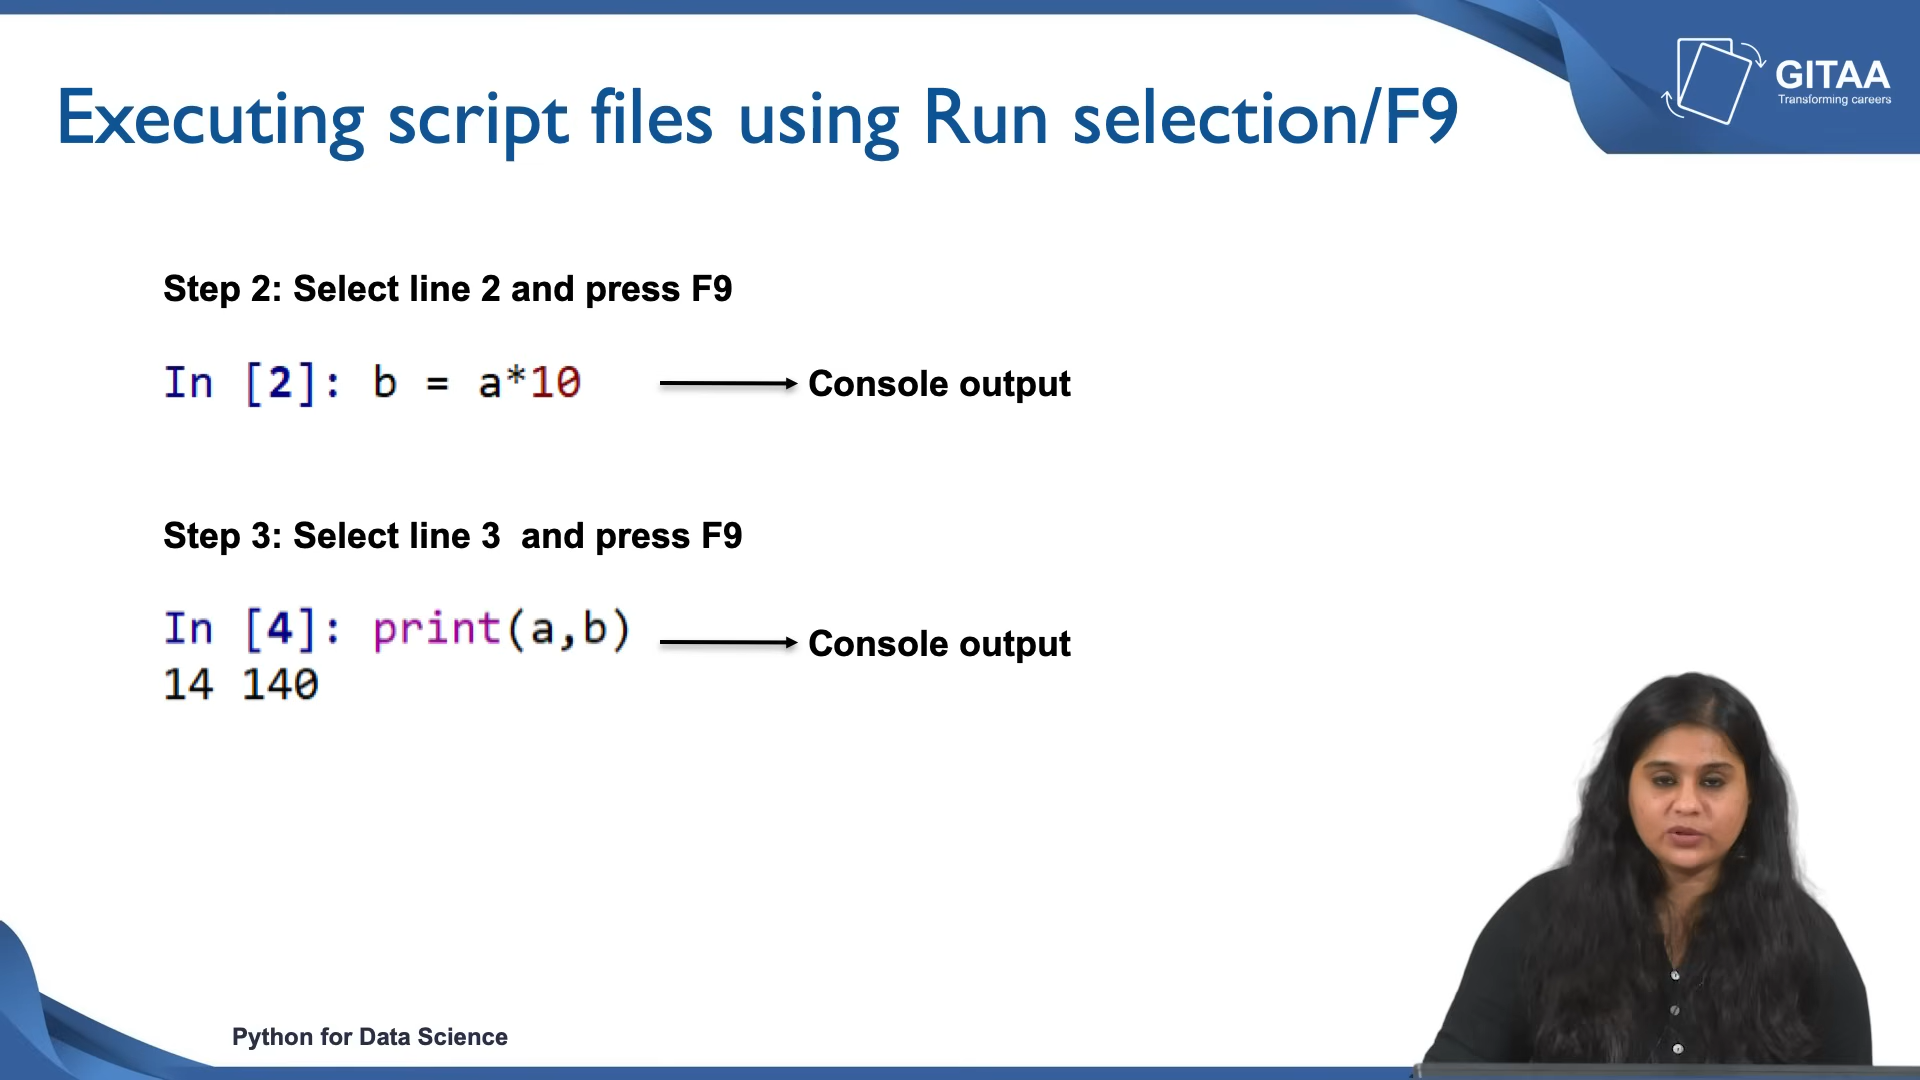 GITAA
Transforming careers
Executing script files using Run selection/F9
Step 2: Select line 2 and press F9
In [2]: b = a*10
Console output
Step 3: Select line 3  and press F9
In [4]: print(a,b)
Console output
14 140
Python for Data Science